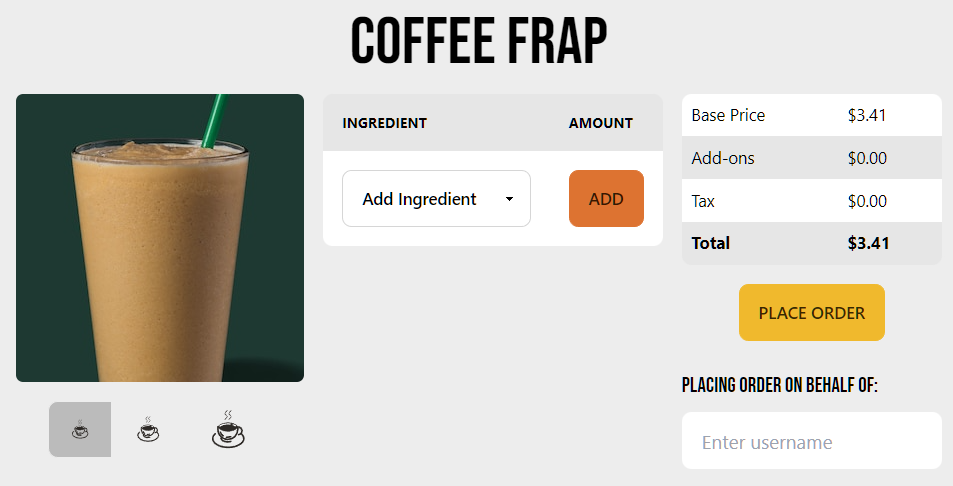 COFFEE FRAP
INGREDIENT AMOUNT
Add Ingredient ADD
Base Price $3.41
Add-ons $0.00
Tax $0.00
Total $3.41
PLACE ORDER
PLACING ORDER ON BEHALF OF:
Enter username